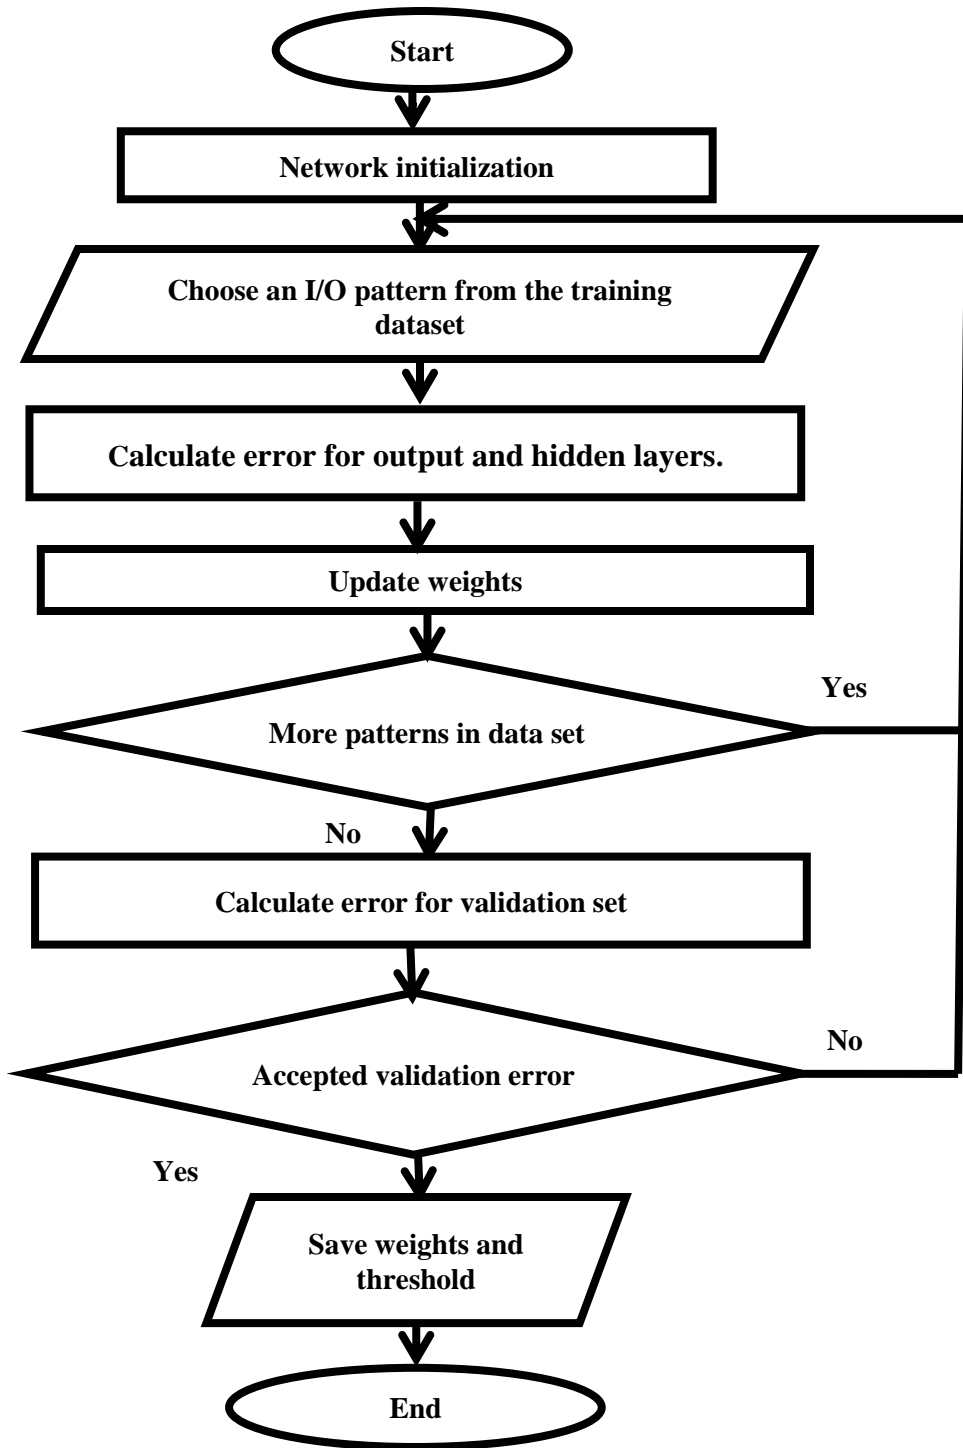 Start
Network initialization
Choose an I/O pattern from the training
dataset
Calculate error for output and hidden layers.
Update weights
Yes
More patterns in data set
No
Calculate error for validation set
No
Accepted validation error
Yes
Save weights and
threshold
End